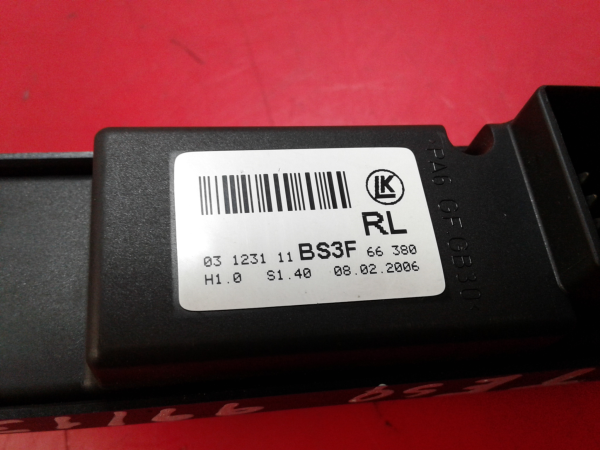 LK
RL
03 1231 11 BS3F 66 380
H1.0 S1.40 08.02.2006